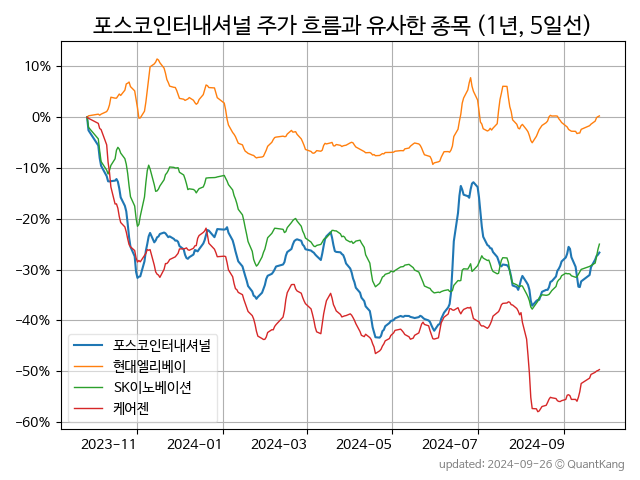 포스코인터내셔널 주가 흐름과 유사한 종목 (1년, 5일선)
10%
0%
−10%
−20%
−30%
−40%
−50%
−60%
포스코인터내셔널
현대엘리베이
SK이노베이션
케어젠
2023-11
2024-01
2024-03
2024-05
2024-07
2024-09
updated: 2024-09-26 © QuantKang